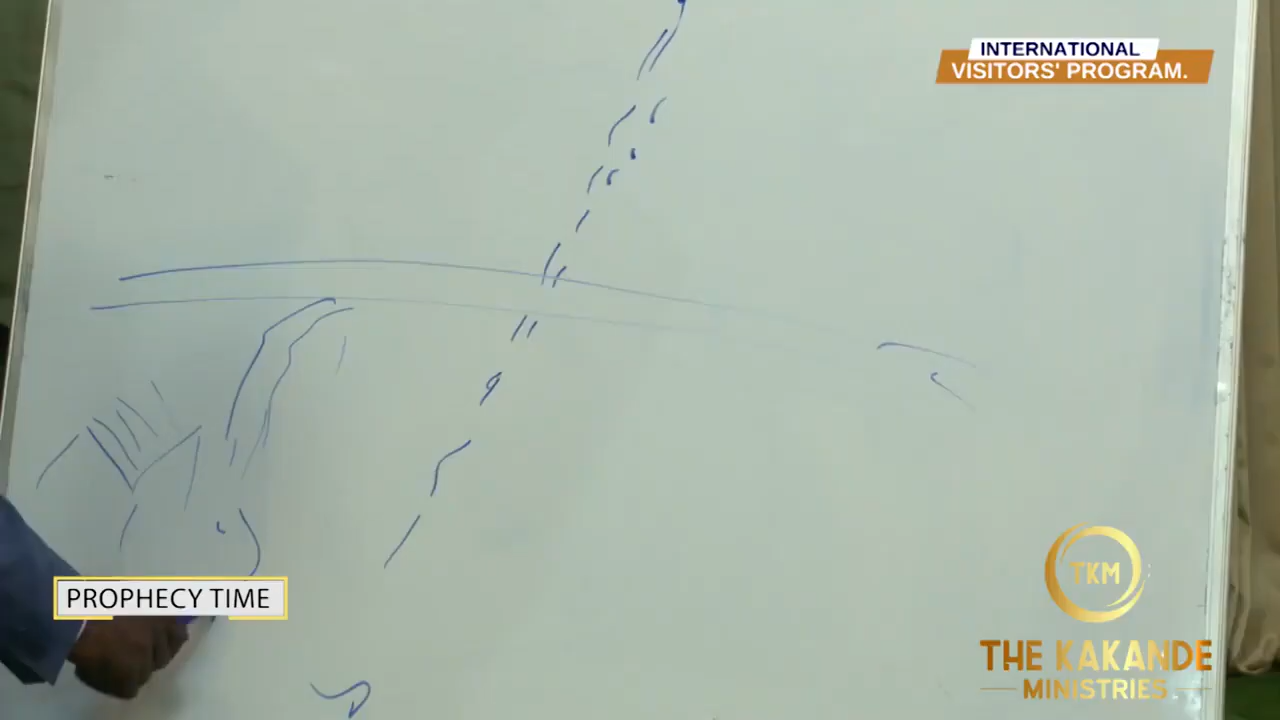 INTERNATIONAL
VISITORS' PROGRAM.
PROPHECY TIME
TKM
THE KAKANDE
MINISTRIES